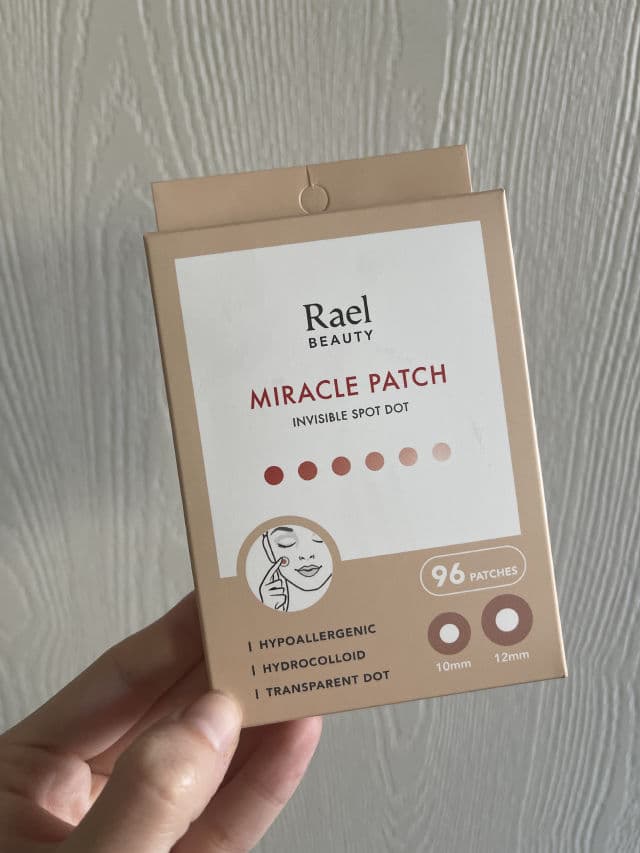 Rael
BEAUTY
MIRACLE PATCH
INVISIBLE SPOT DOT
96 PATCHES
| HYPOALLERGENIC
| HYDROCOLLOID
| TRANSPARENT DOT
10mm
12mm